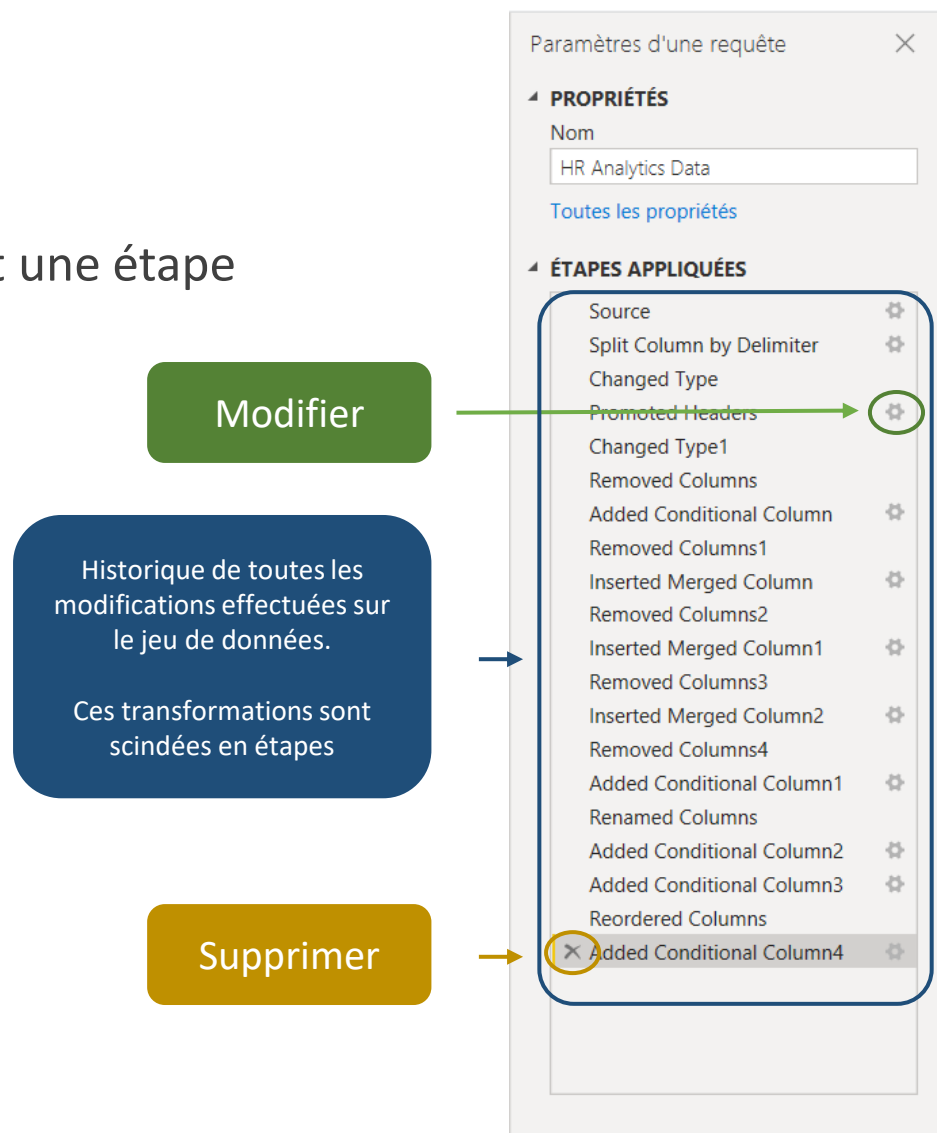 Paramètres d'une requête
PROPRIÉTÉS
Nom
HR Analytics Data
Toutes les propriétés
t une étape
ÉTAPES APPLIQUÉES
Source
Split Column by Delimiter
Changed Type
Modifier
Promoted Headers
Changed Type1
Removed Columns
Added Conditional Column
Removed Columns1
Inserted Merged Column
Removed Columns2
Inserted Merged Column1
Removed Columns3
Inserted Merged Column2
Removed Columns4
Added Conditional Column1
Renamed Columns
Added Conditional Column2
Added Conditional Column3
Reordered Columns
Added Conditional Column4
Historique de toutes les
modifications effectuées sur
le jeu de données.
Ces transformations sont
scindées en étapes
Supprimer